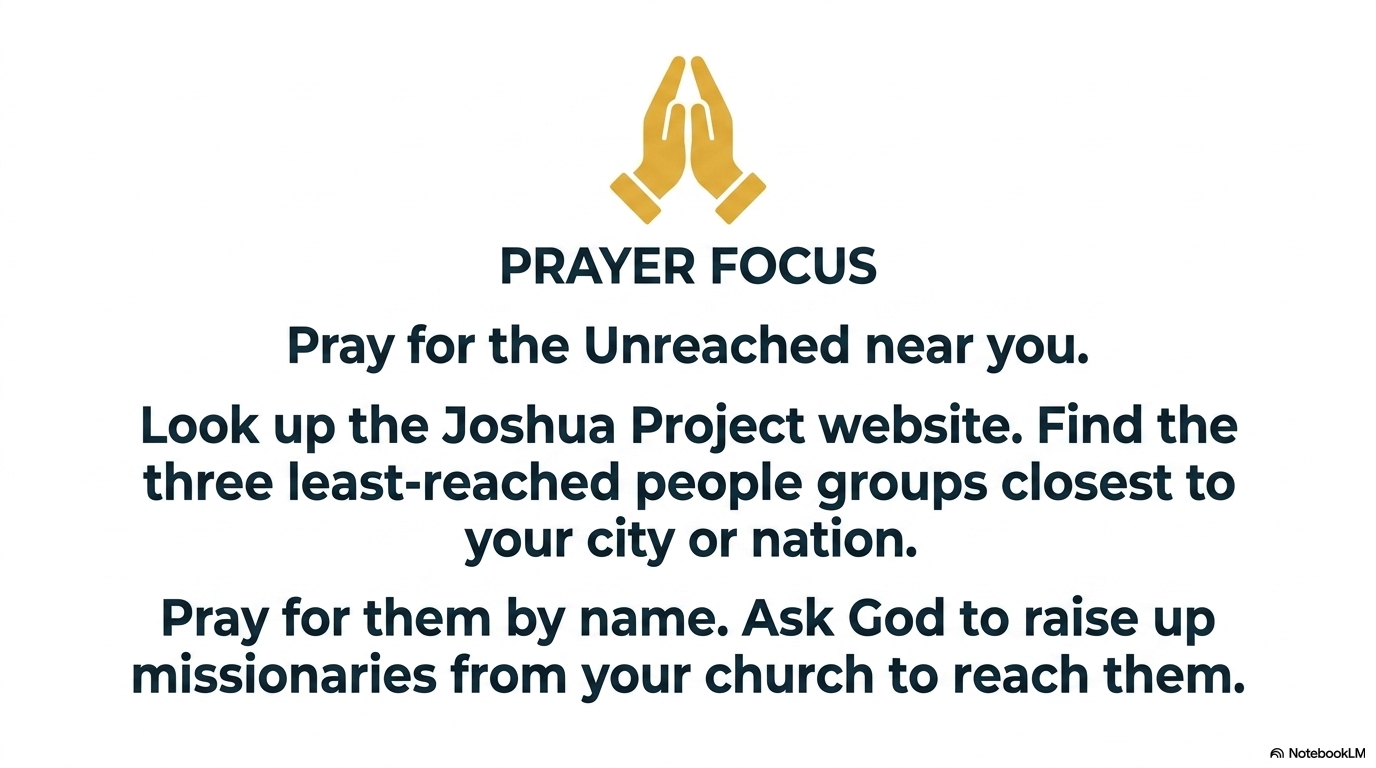 PRAYER FOCUS
Pray for the Unreached near you.
Look up the Joshua Project website. Find the
three least-reached people groups closest to
your city or nation.
Pray for them by name. Ask God to raise up
missionaries from your church to reach them.
NotebookLM